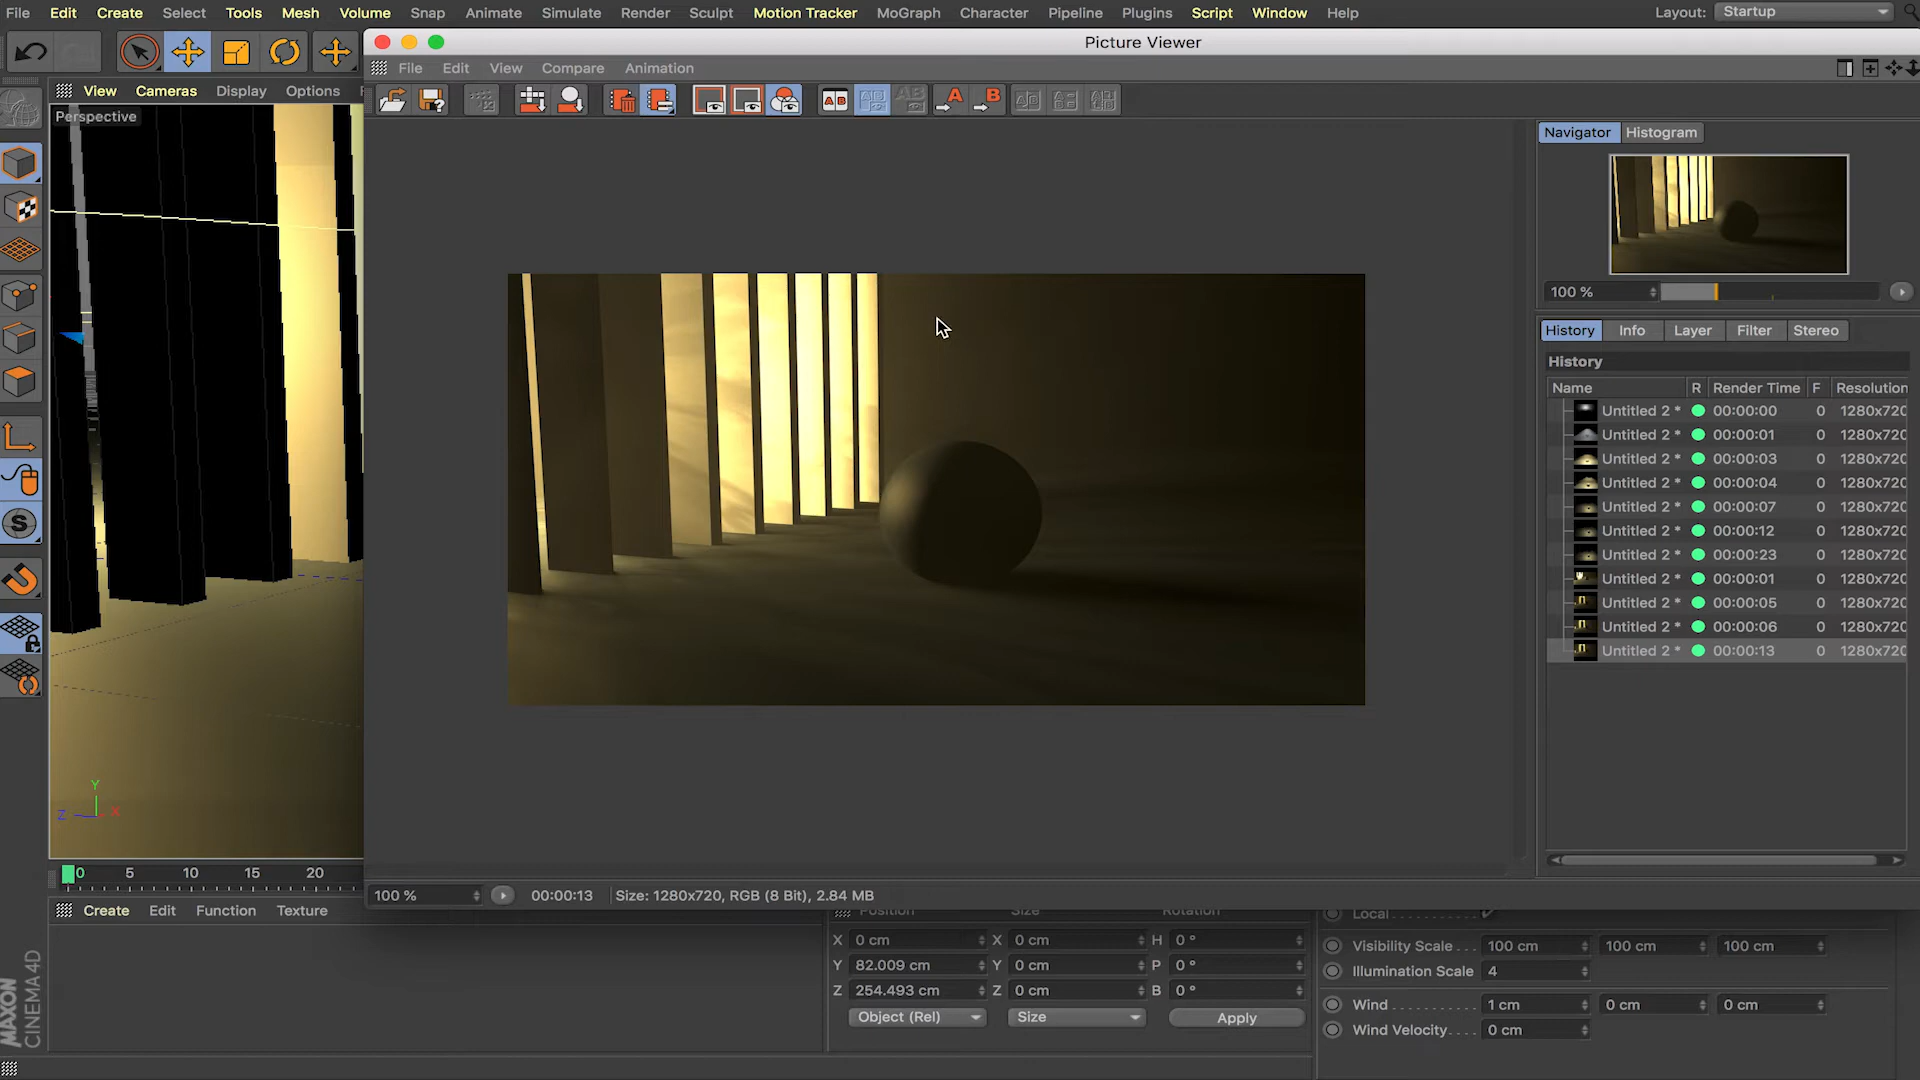 File Edit Create Select Tools Mesh Volume Snap Animate Simulate Render Sculpt Motion Tracker MoGraph Character Pipeline Plugins Script Window Help Layout: Startup
Picture Viewer
File Edit View Compare Animation
View Cameras Display Options
Perspective
Navigator Histogram
100 %
History Info Layer Filter Stereo
History
Name R Render Time F Resolution
Untitled 2 * 00:00:00 0 1280x720
Untitled 2 * 00:00:01 0 1280x720
Untitled 2 * 00:00:03 0 1280x720
Untitled 2 * 00:00:04 0 1280x720
Untitled 2 * 00:00:07 0 1280x720
Untitled 2 * 00:00:12 0 1280x720
Untitled 2 * 00:00:23 0 1280x720
Untitled 2 * 00:00:01 0 1280x720
Untitled 2 * 00:00:05 0 1280x720
Untitled 2 * 00:00:06 0 1280x720
Untitled 2 * 00:00:13 0 1280x720
Y
Z X
0 5 10 15 20
100 % 00:00:13 Size: 1280x720, RGB (8 Bit), 2.84 MB
Create Edit Function Texture
Position Size Rotation
X 0 cm X 0 cm H 0 °
Y 82.009 cm Y 0 cm P 0 °
Z 254.493 cm Z 0 cm B 0 °
Object (Rel) Size Apply
Local
Visibility Scale . . . 100 cm 100 cm 100 cm
Illumination Scale 4
Wind 1 cm 0 cm 0 cm
Wind Velocity 0 cm
MAXON
CINEMA 4D